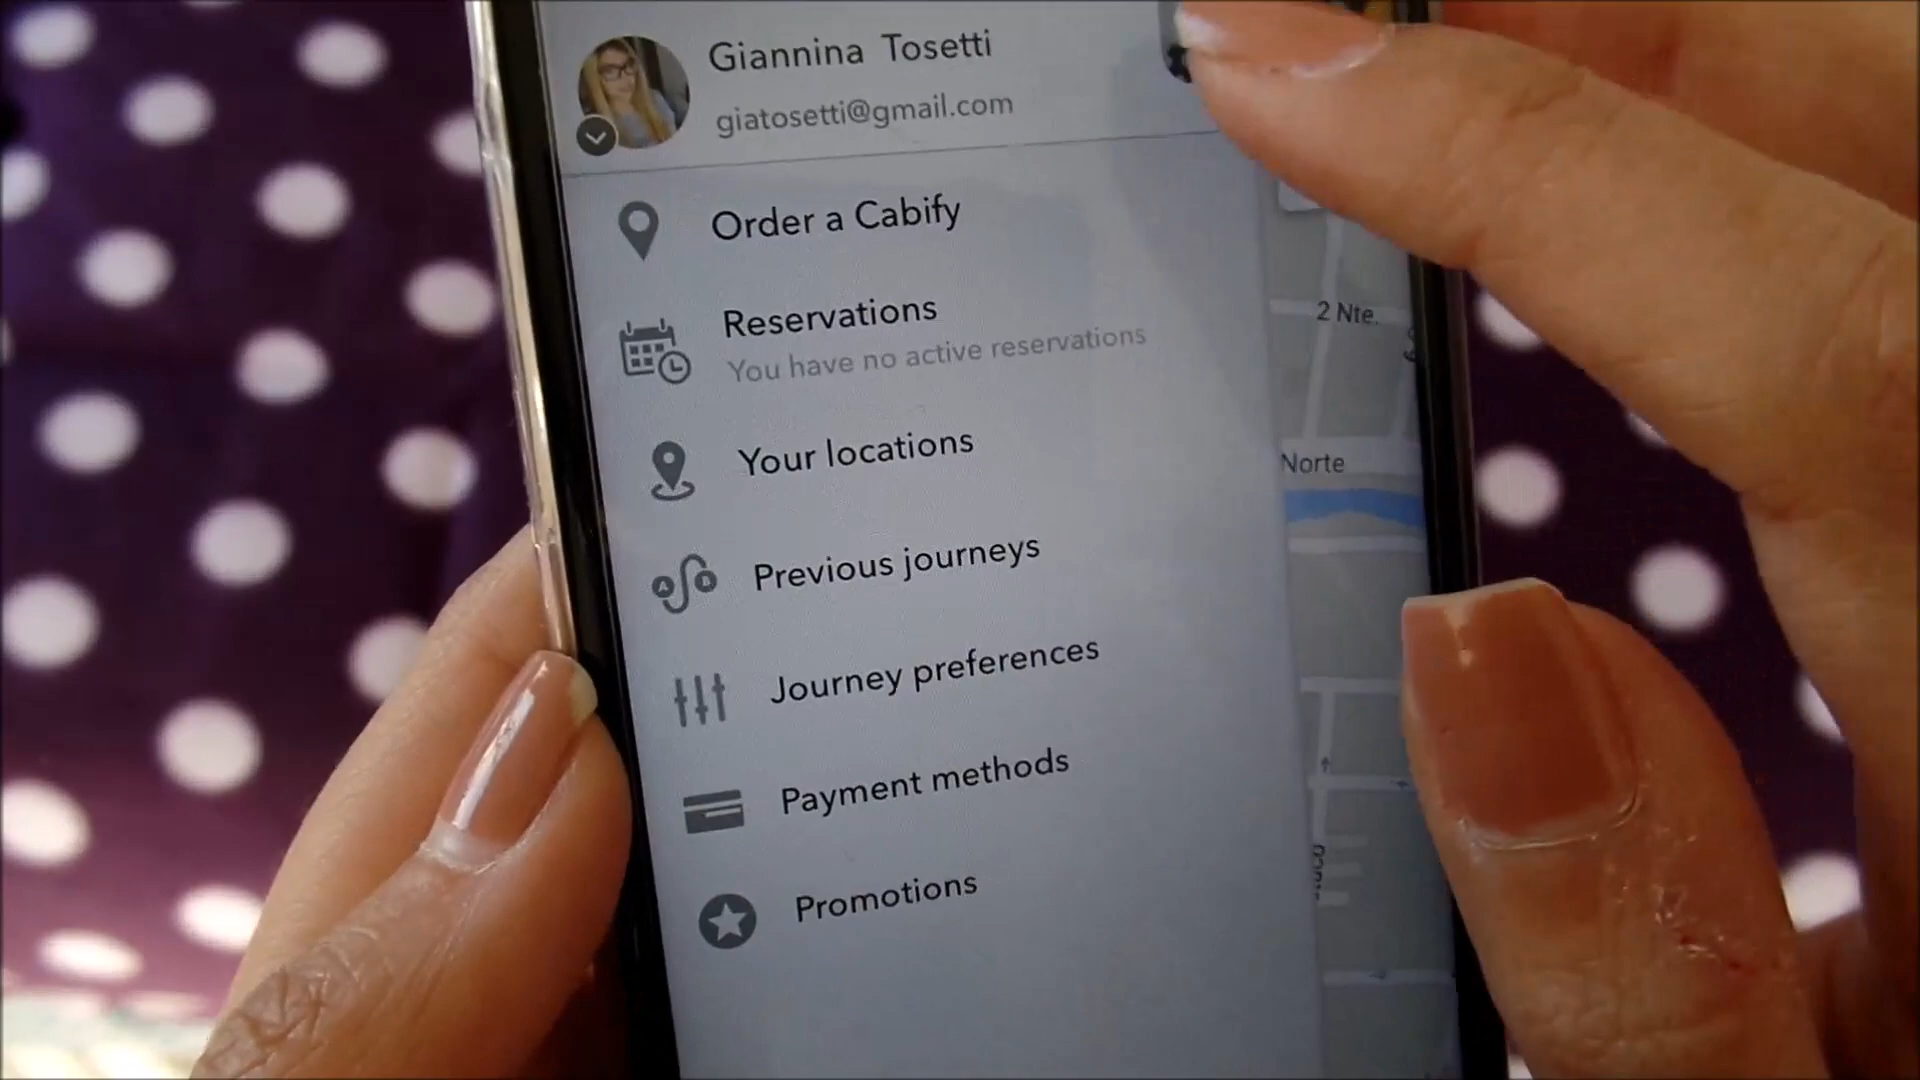 Giannina Tosetti
giatosetti@gmail.com
Order a Cabify
Reservations
You have no active reservations
Your locations
Previous journeys
Journey preferences
Payment methods
Promotions
2 Nte.
Norte